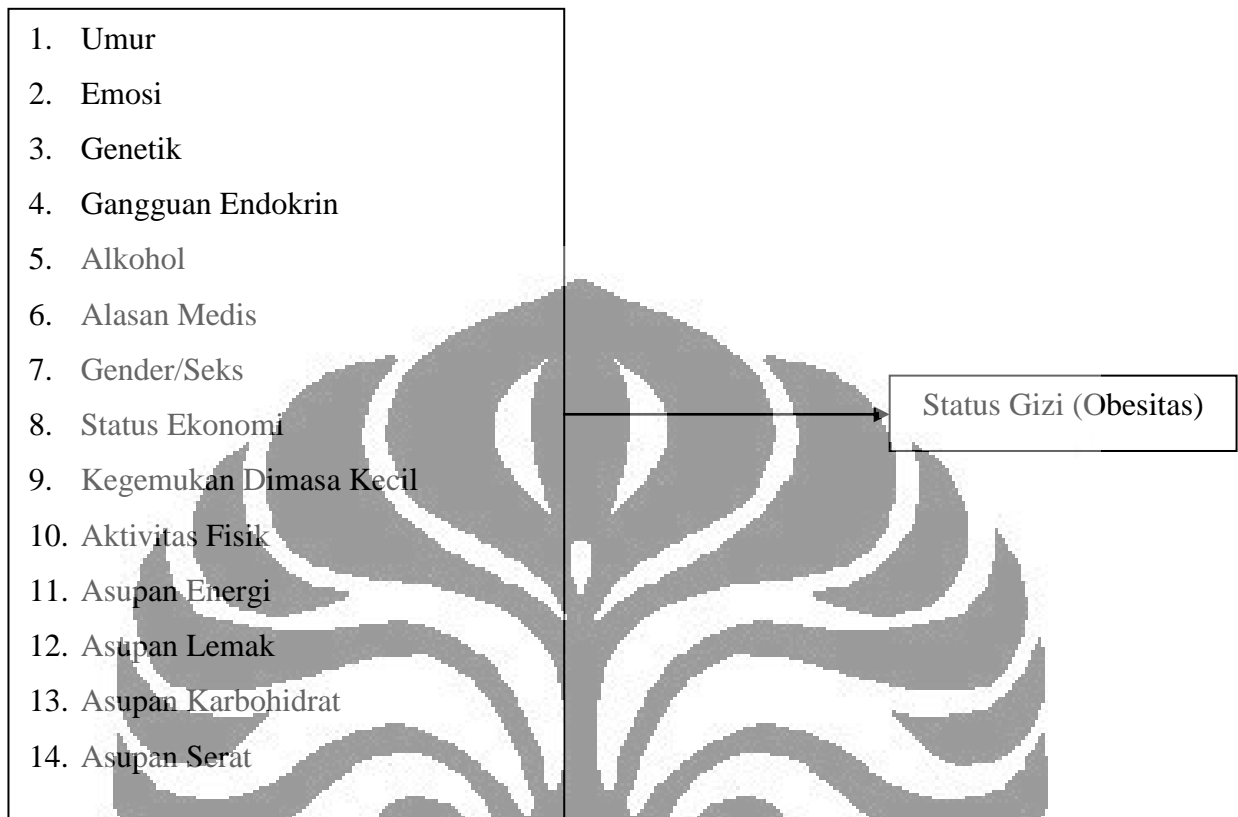 1. Umur
2. Emosi
3. Genetik
4. Gangguan Endokrin
5. Alkohol
6. Alasan Medis
7. Gender/Seks
8. Status Ekonomi
9. Kegemukan Dimasa Kecil
10. Aktivitas Fisik
11. Asupan Energi
12. Asupan Lemak
13. Asupan Karbohidrat
14. Asupan Serat
Status Gizi (Obesitas)